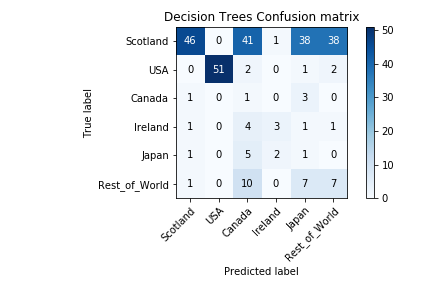 Decision Trees Confusion matrix
True label
Scotland 46 0 41 1 38 38
USA 0 51 2 0 1 2
Canada 1 0 1 0 3 0
Ireland 1 0 4 3 1 1
Japan 1 0 5 2 1 0
Rest_of_World 1 0 10 0 7 7
Scotland USA Canada Ireland Japan Rest_of_World
Predicted label
50
40
30
20
10
0